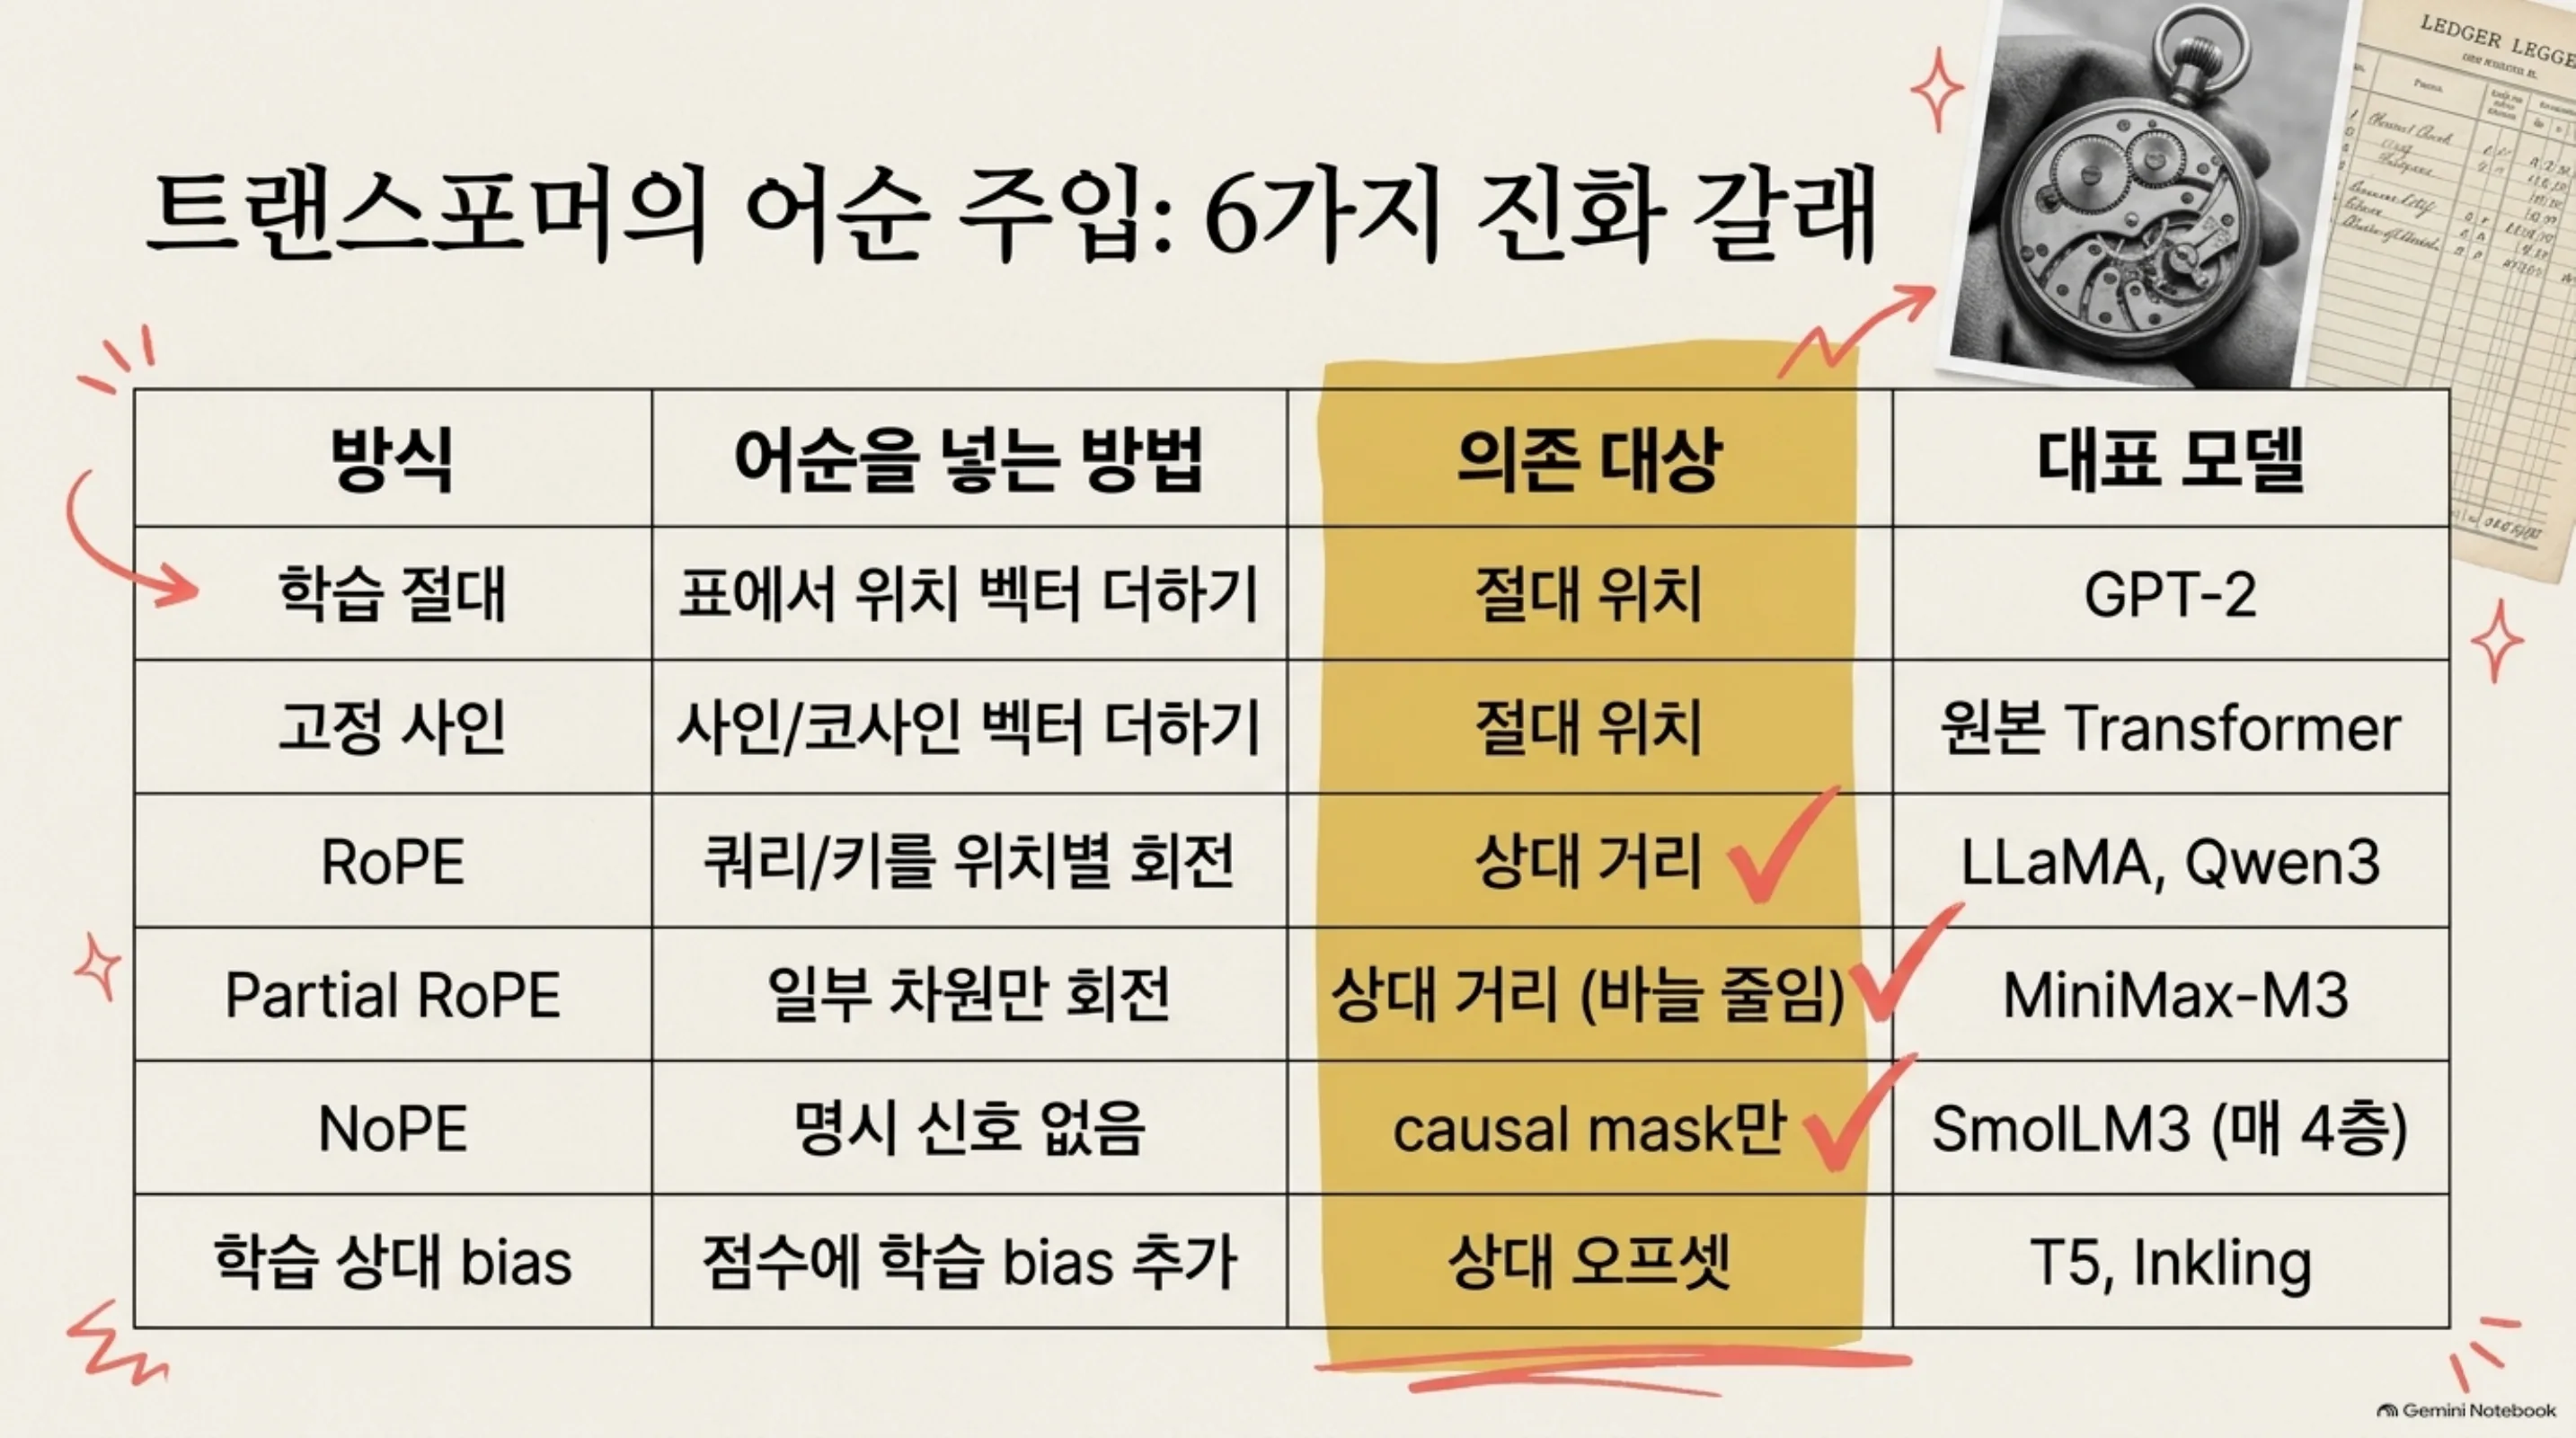 LEDGER LEGGE
트랜스포머의 어순 주입: 6가지 진화 갈래
방식 어순을 넣는 방법 의존 대상 대표 모델
학습 절대 표에서 위치 벡터 더하기 절대 위치 GPT-2
고정 사인 사인/코사인 벡터 더하기 절대 위치 원본 Transformer
RoPE 쿼리/키를 위치별 회전 상대 거리 LLaMA, Qwen3
Partial RoPE 일부 차원만 회전 상대 거리 (바늘 줄임) MiniMax-M3
NoPE 명시 신호 없음 causal mask만 SmolLM3 (매 4층)
학습 상대 bias 점수에 학습 bias 추가 상대 오프셋 T5, Inkling
Gemini Notebook